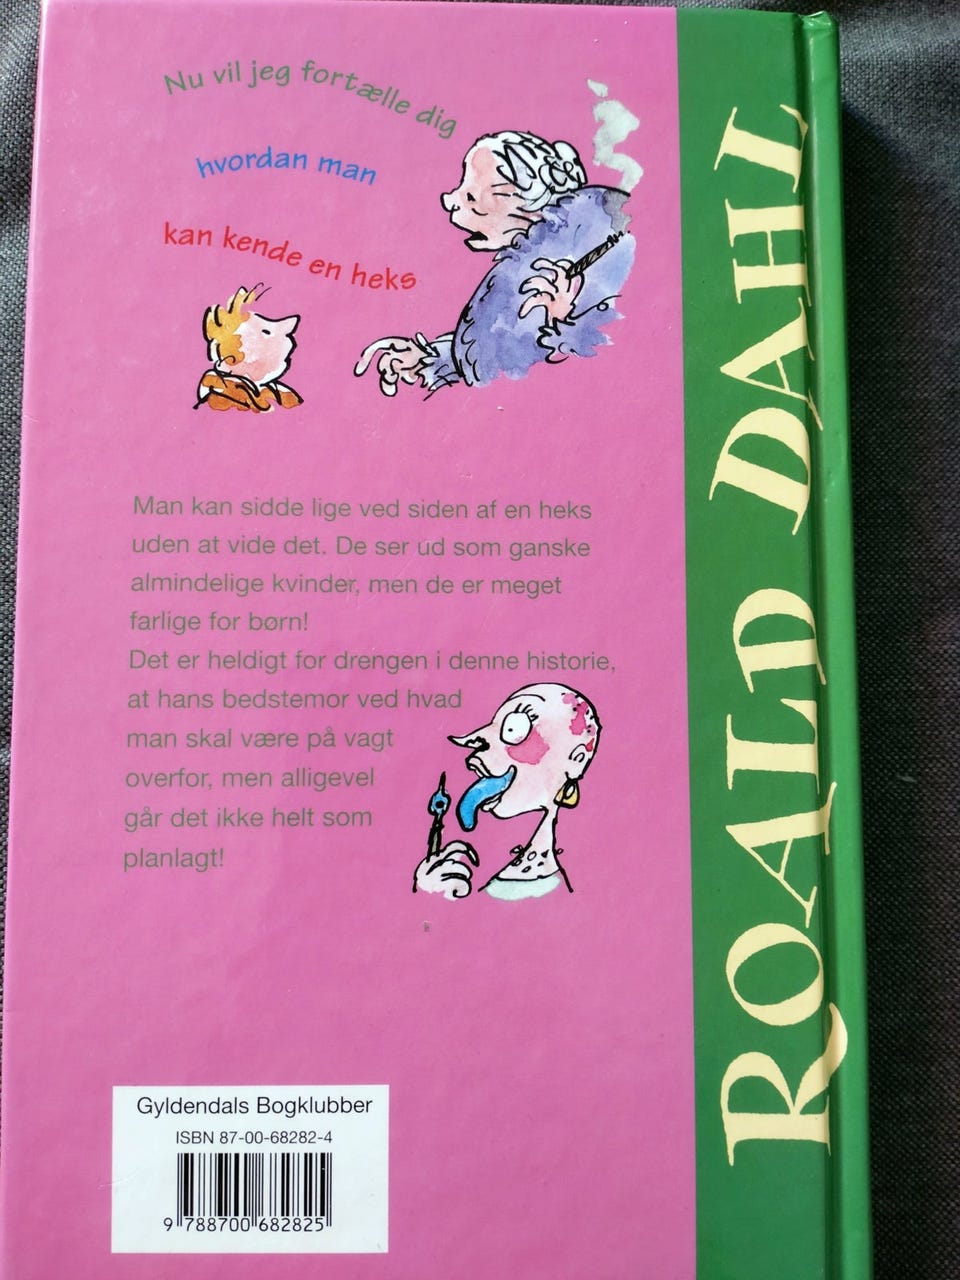 Nu vil jeg fortælle dig
hvordan man
kan kende en heks
Man kan sidde lige ved siden af en heks
uden at vide det. De ser ud som ganske
almindelige kvinder, men de er meget
farlige for børn!
Det er heldigt for drengen i denne historie,
at hans bedstemor ved hvad
man skal være på vagt
overfor, men alligevel
går det ikke helt som
planlagt!
Gyldendals Bogklubber
ISBN 87-00-68282-4
9 788700 682825
ROALD DAHL